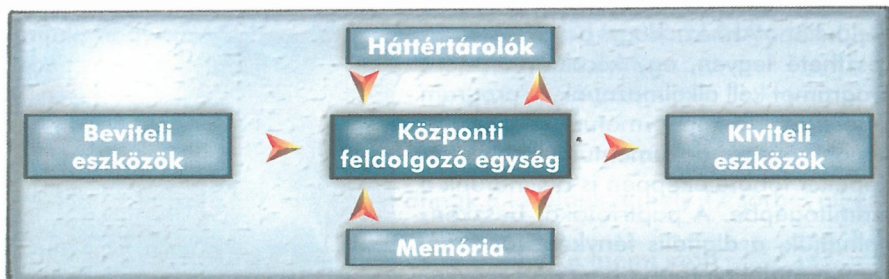 Háttértárolók
Beviteli
eszközök
Központi
feldolgozó egység
Kiviteli
eszközök
Memória